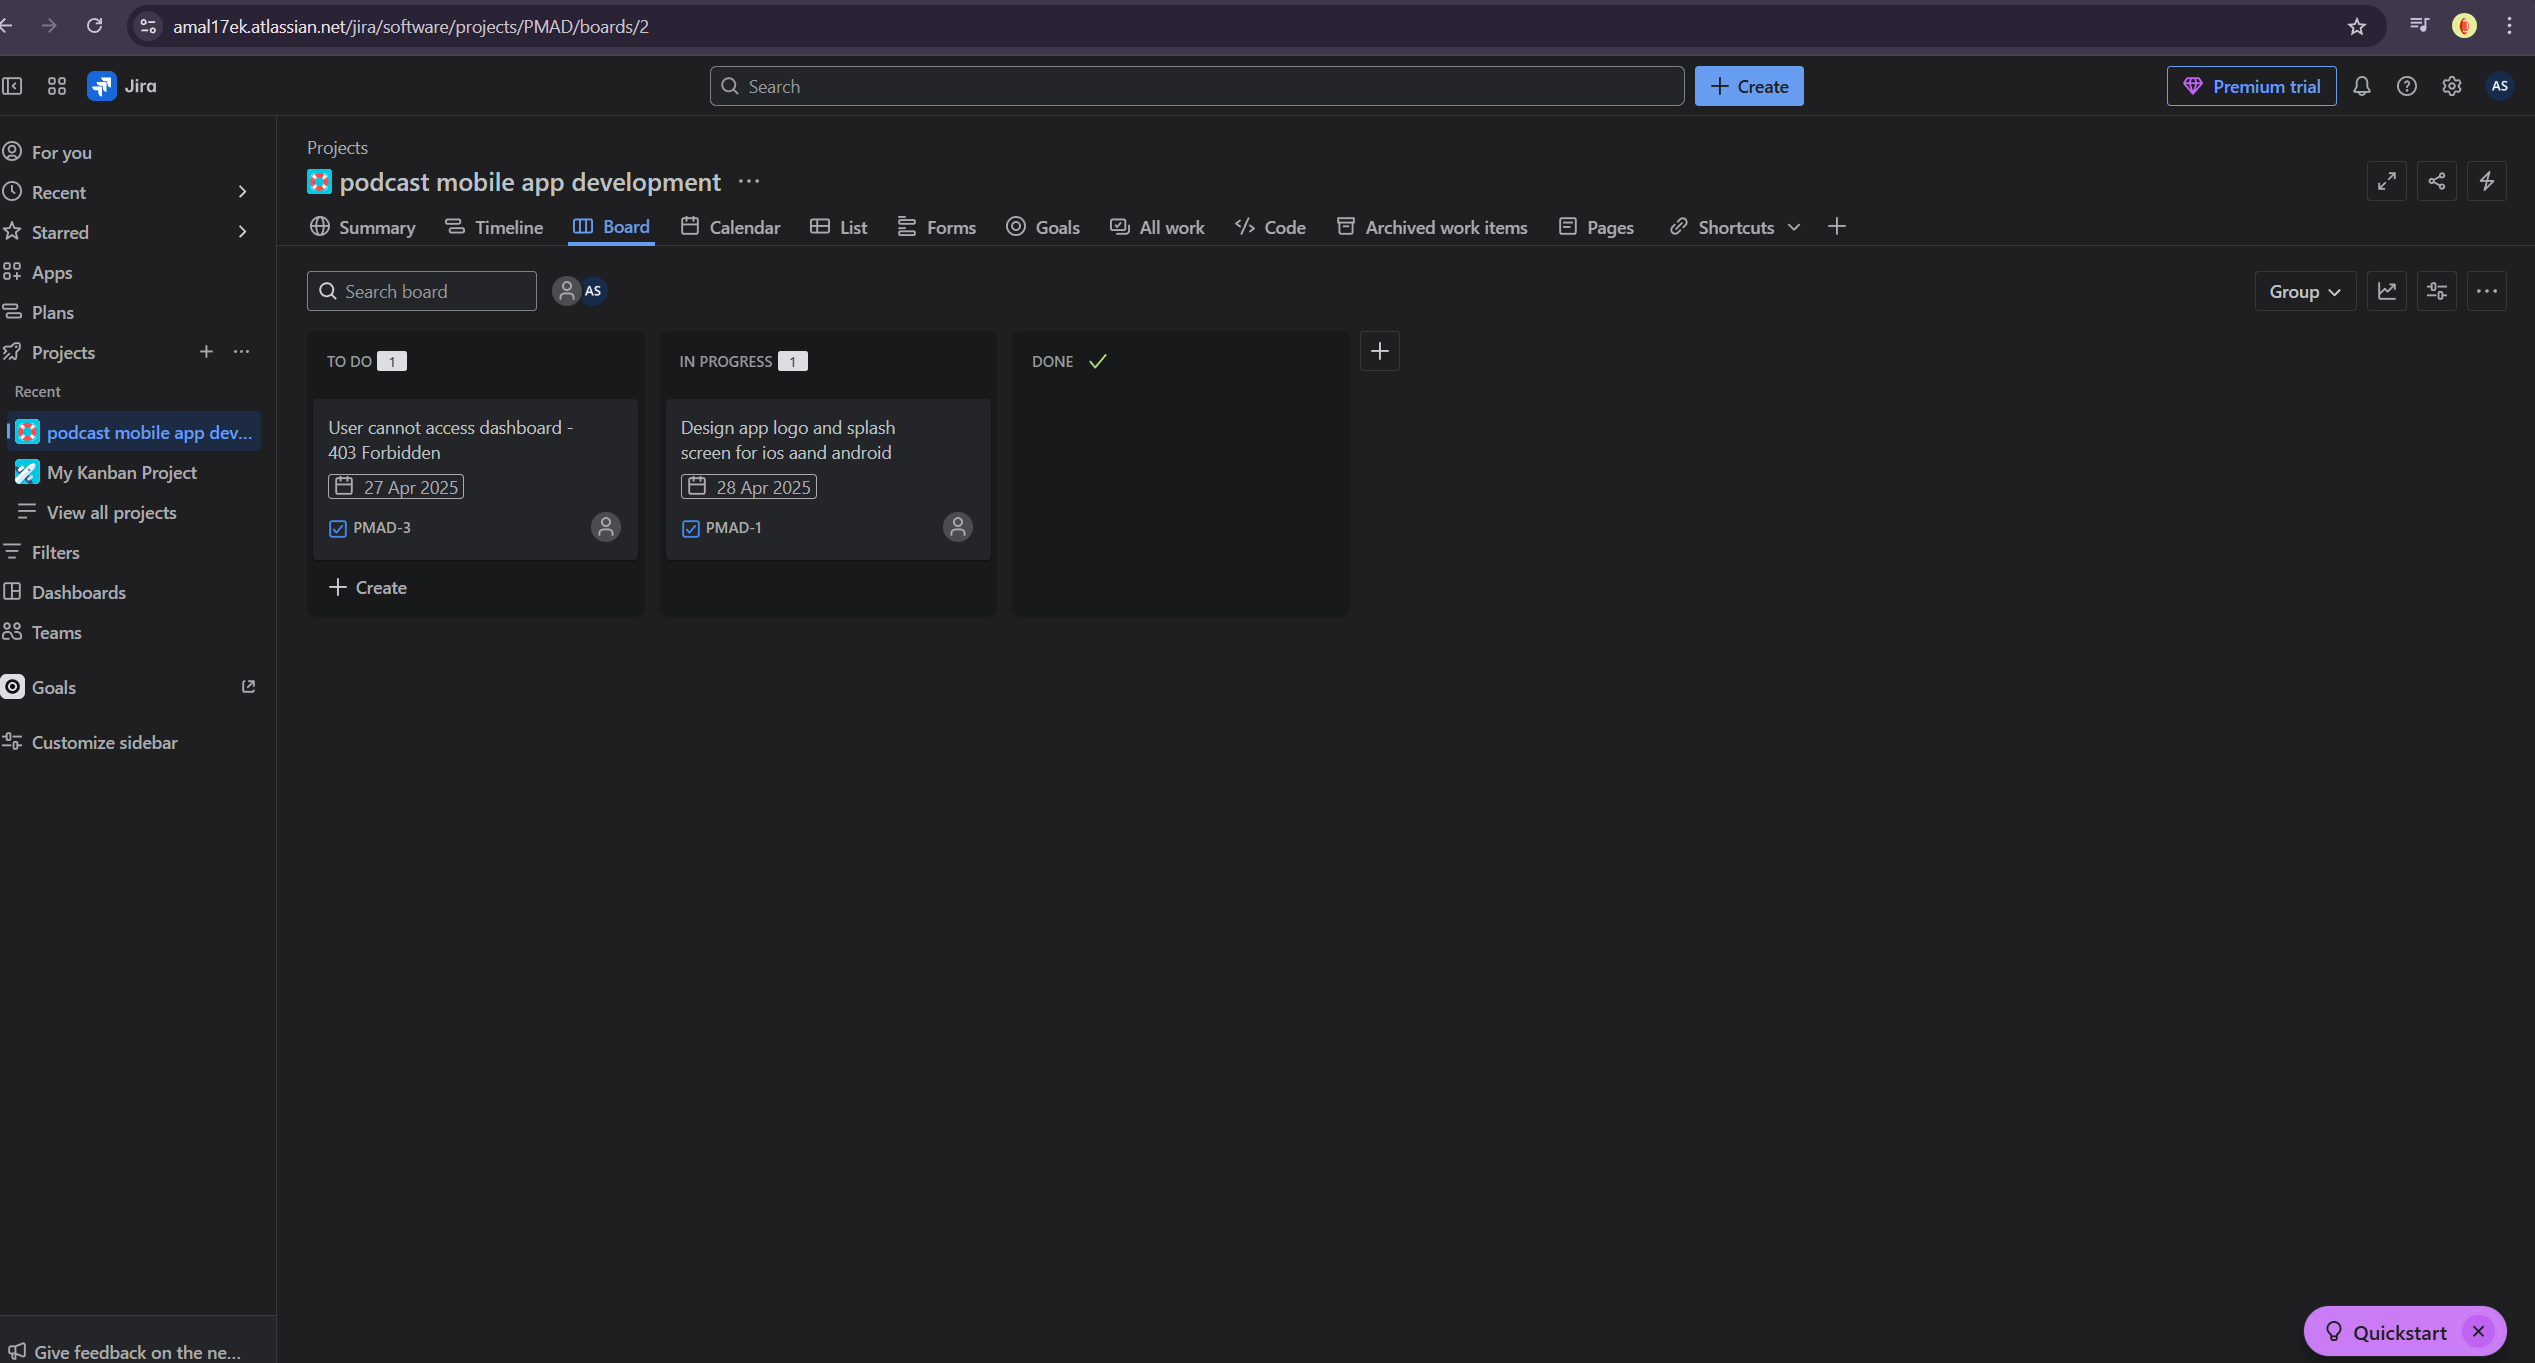 amal17ek.atlassian.net/jira/software/projects/PMAD/boards/2
Jira
Search
Create
Premium trial
AS
For you
Recent
Starred
Apps
Plans
Projects
Recent
podcast mobile app dev...
My Kanban Project
View all projects
Filters
Dashboards
Teams
Goals
Customize sidebar
Give feedback on the ne...
Projects
podcast mobile app development
Summary
Timeline
Board
Calendar
List
Forms
Goals
All work
Code
Archived work items
Pages
Shortcuts
Search board
AS
Group
TO DO 1
User cannot access dashboard -
403 Forbidden
27 Apr 2025
PMAD-3
Create
IN PROGRESS 1
Design app logo and splash
screen for ios aand android
28 Apr 2025
PMAD-1
DONE
Quickstart